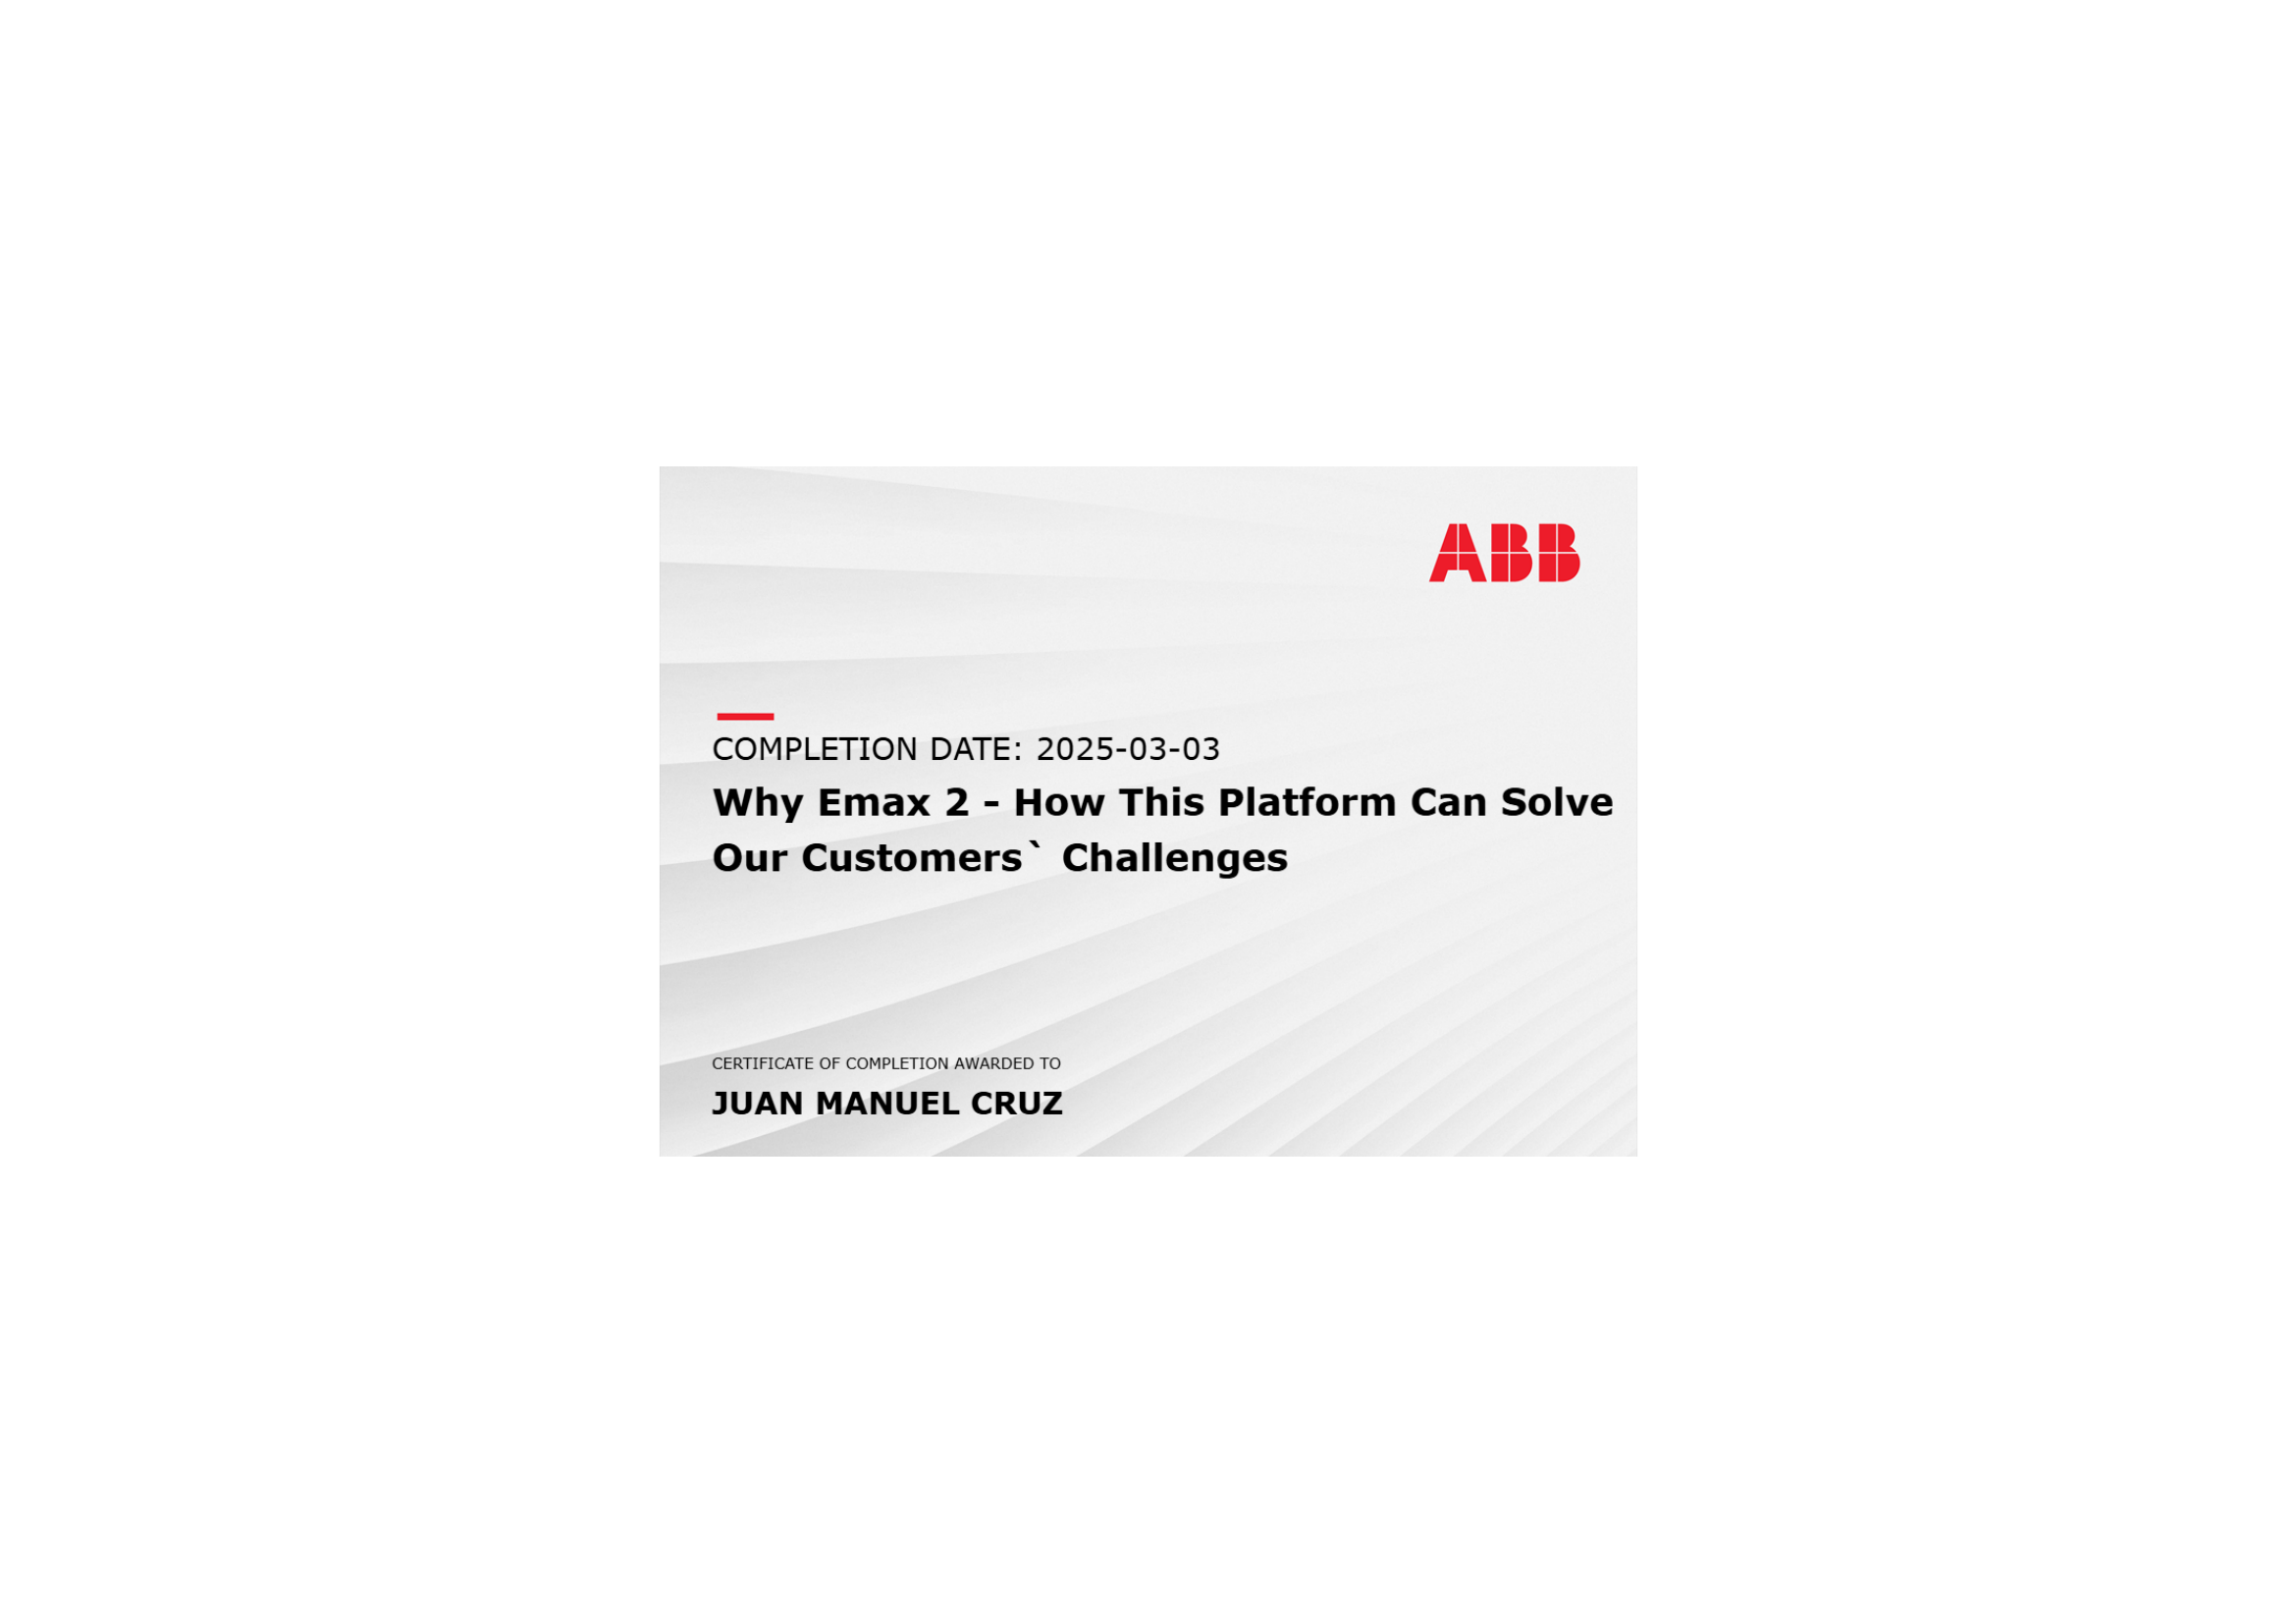 ABB
COMPLETION DATE: 2025-03-03
Why Emax 2 - How This Platform Can Solve
Our Customers` Challenges
CERTIFICATE OF COMPLETION AWARDED TO
JUAN MANUEL CRUZ